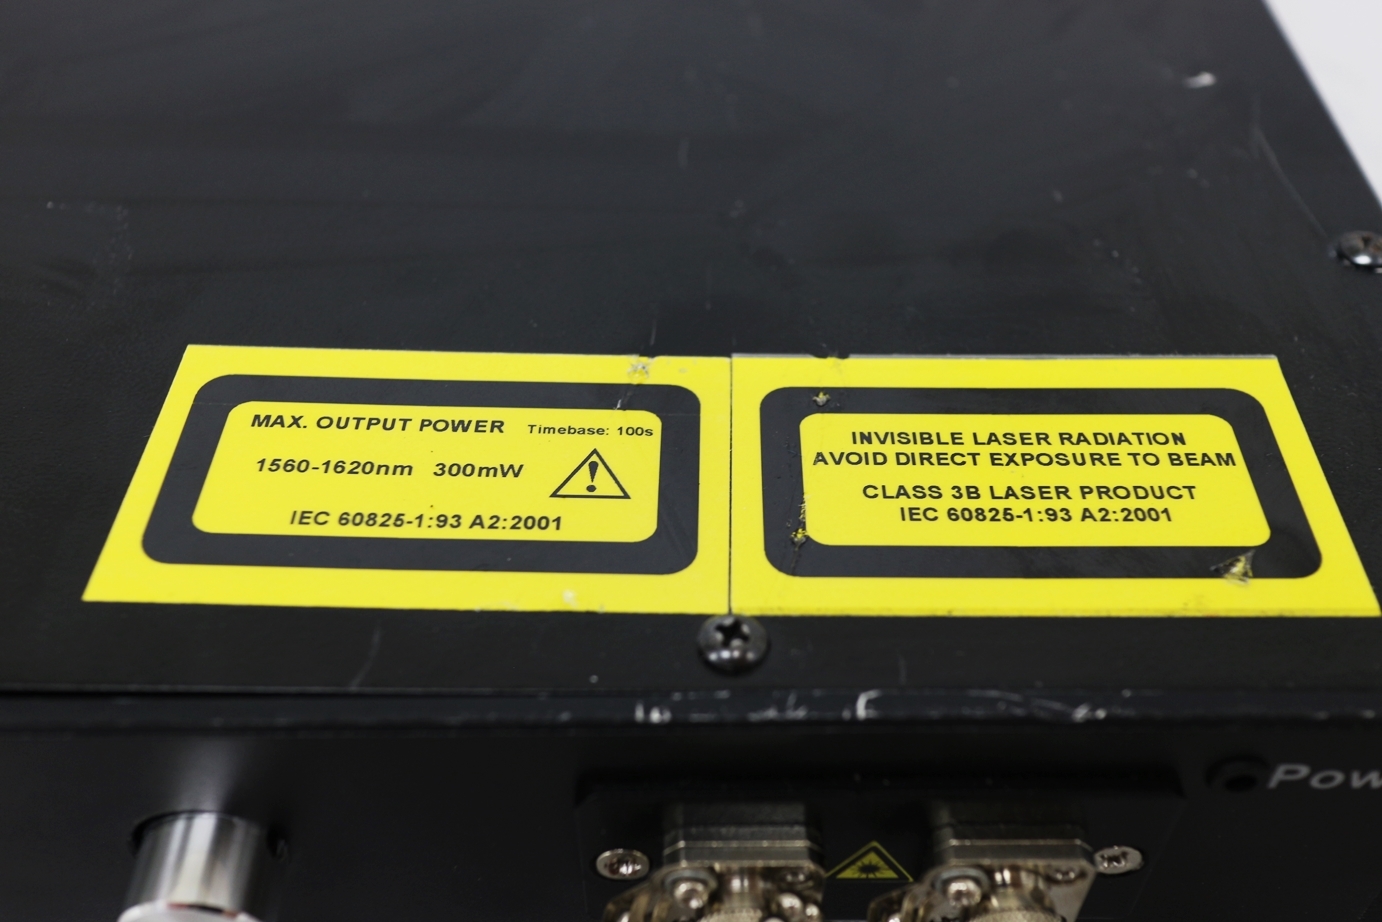 MAX. OUTPUT POWER Timebase: 100s
1560-1620nm 300mW
IEC 60825-1:93 A2:2001
INVISIBLE LASER RADIATION
AVOID DIRECT EXPOSURE TO BEAM
CLASS 3B LASER PRODUCT
IEC 60825-1:93 A2:2001
Pow